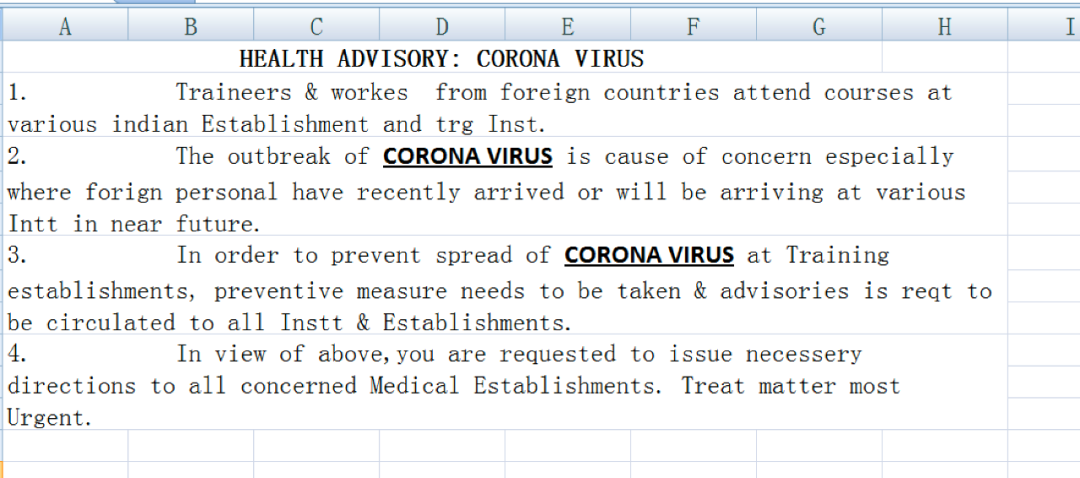 A B C D E F G H I
HEALTH ADVISORY: CORONA VIRUS
1. Traineers & workes from foreign countries attend courses at
various indian Establishment and trg Inst.
2. The outbreak of CORONA VIRUS is cause of concern especially
where forign personal have recently arrived or will be arriving at various
Intt in near future.
3. In order to prevent spread of CORONA VIRUS at Training
establishments, preventive measure needs to be taken & advisories is reqt to
be circulated to all Instt & Establishments.
4. In view of above,you are requested to issue necessery
directions to all concerned Medical Establishments. Treat matter most
Urgent.